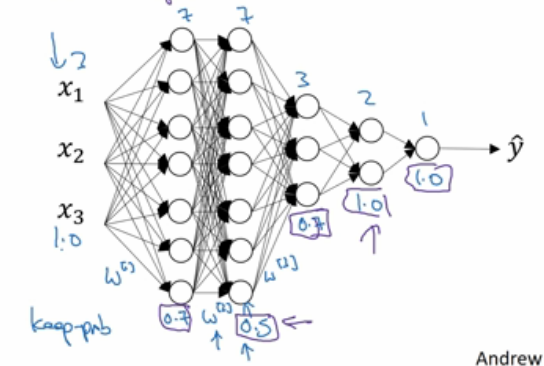 7 7
3
x₁
3 2 1
x₂
ŷ
1.0
x₃
1.0
1.0
0.7
w[1] w[3]
keep-prob 0.7 w[2] 0.5
Andrew